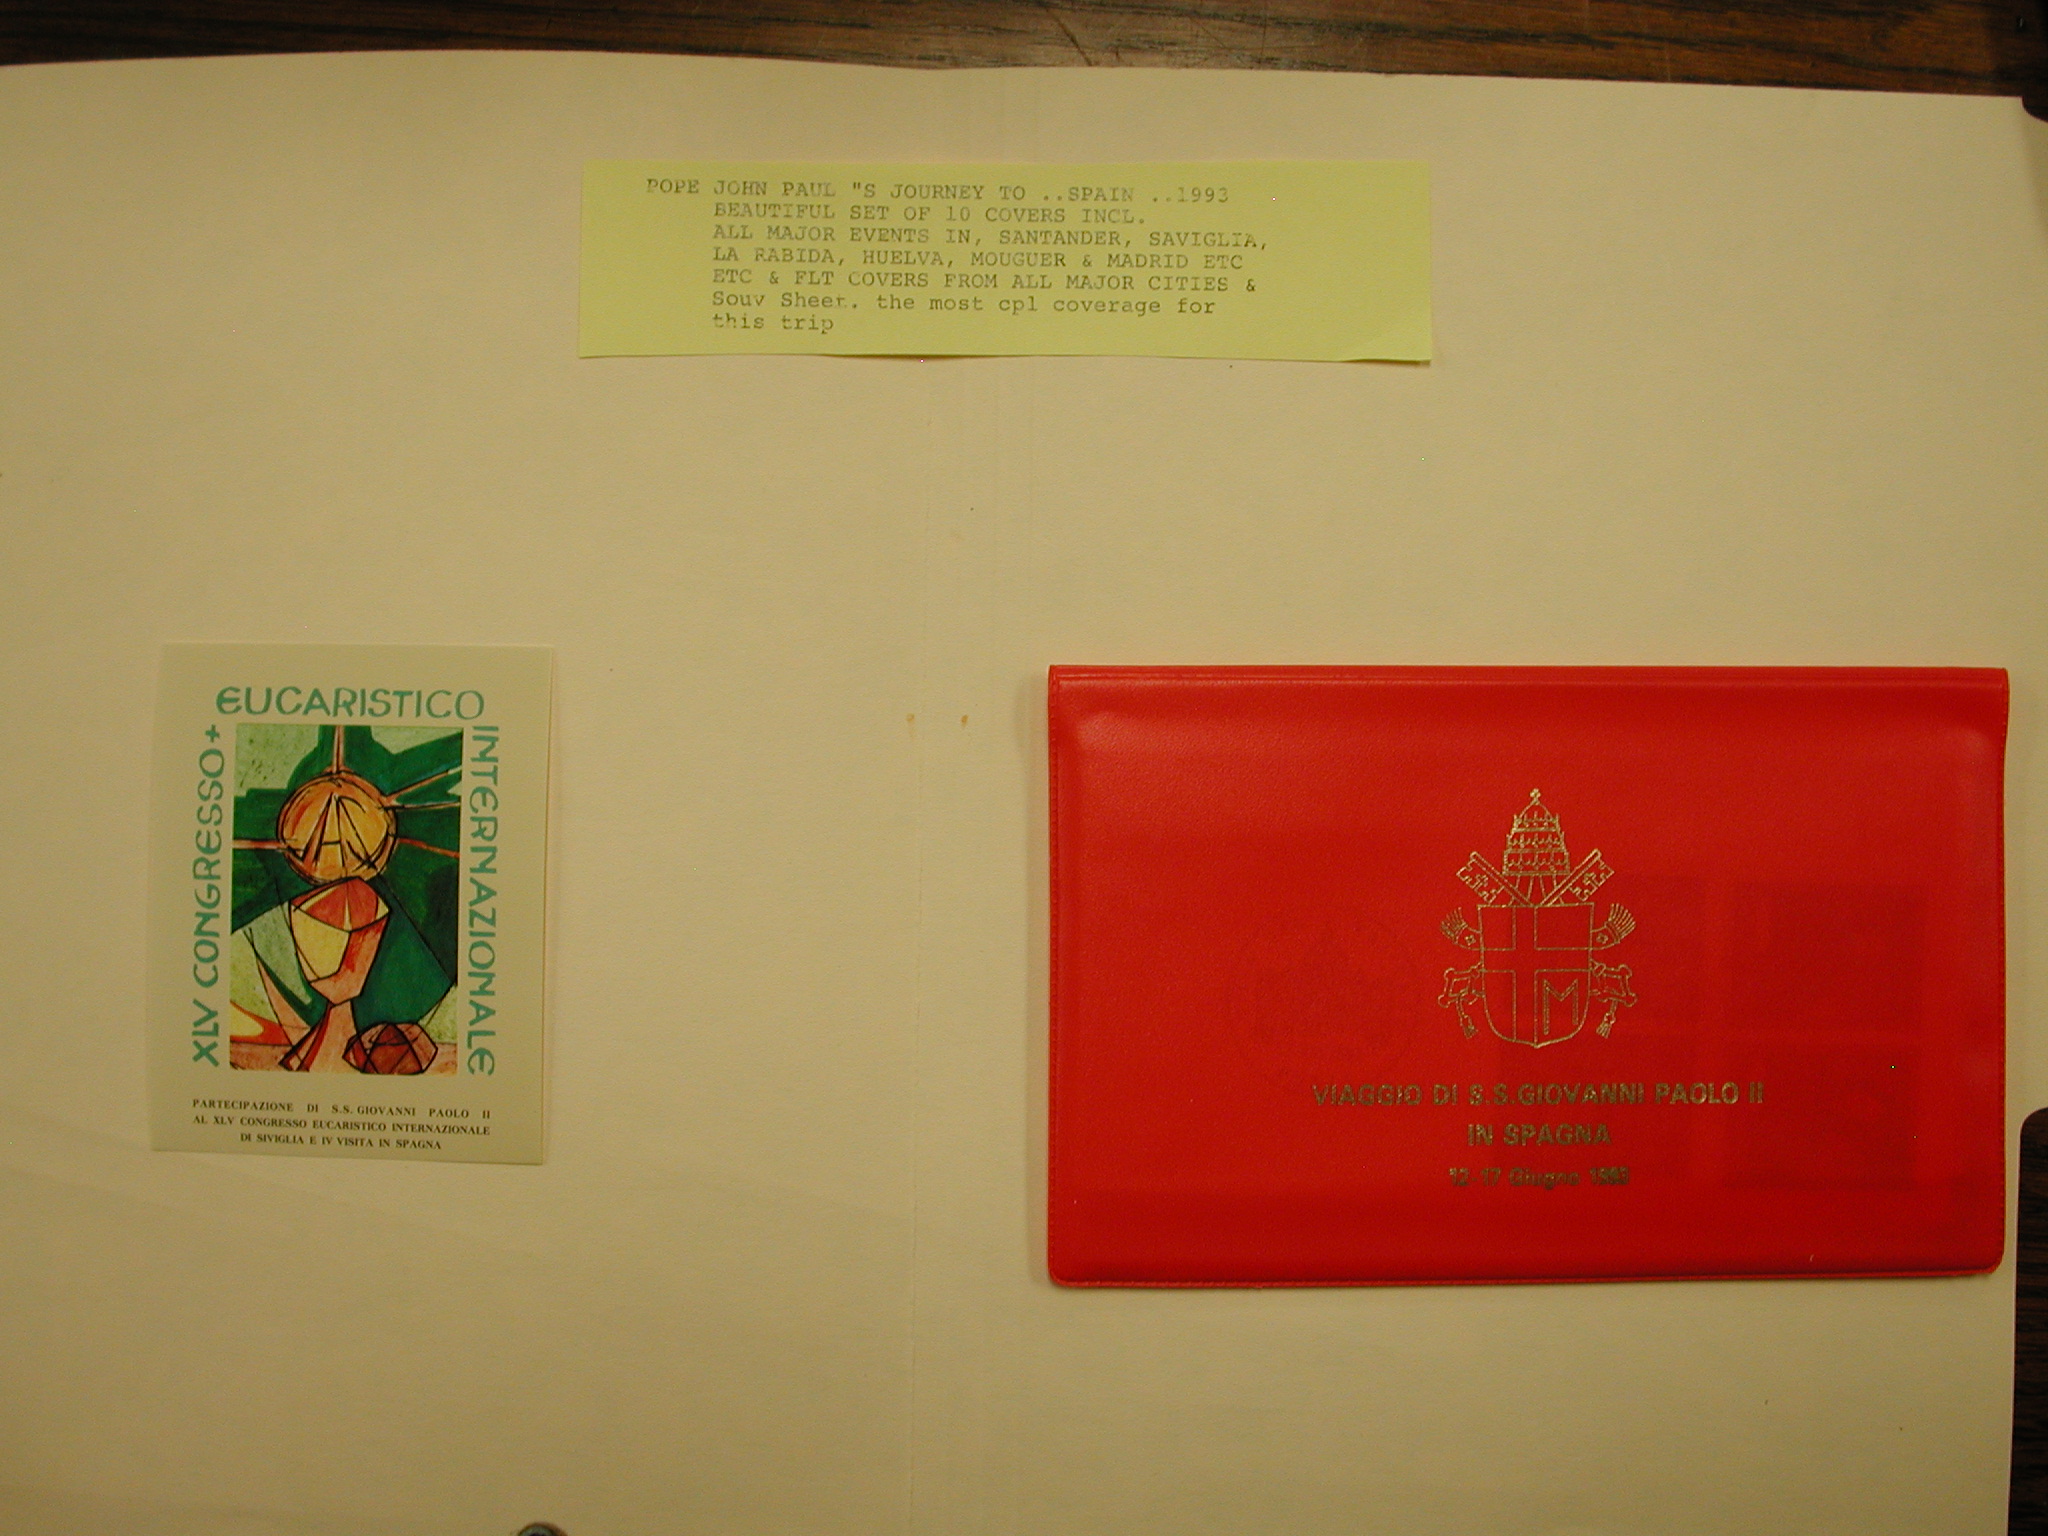 POPE JOHN PAUL "S JOURNEY TO ..SPAIN ..1993
BEAUTIFUL SET OF 10 COVERS INCL.
ALL MAJOR EVENTS IN, SANTANDER, SAVIGLIA,
LA RABIDA, HUELVA, MOUGUER & MADRID ETC
ETC & FLT COVERS FROM ALL MAJOR CITIES &
Souv Sheet. the most cpl coverage for
this trip
XLV CONGRESSO +
EUCARISTICO
INTERNAZIONALE
PARTECIPAZIONE DI S.S. GIOVANNI PAOLO II
AL XLV CONGRESSO EUCARISTICO INTERNAZIONALE
DI SIVIGLIA E IV VISITA IN SPAGNA
M
VIAGGIO DI S.S.GIOVANNI PAOLO II
IN SPAGNA
12-17 Giugno 1993